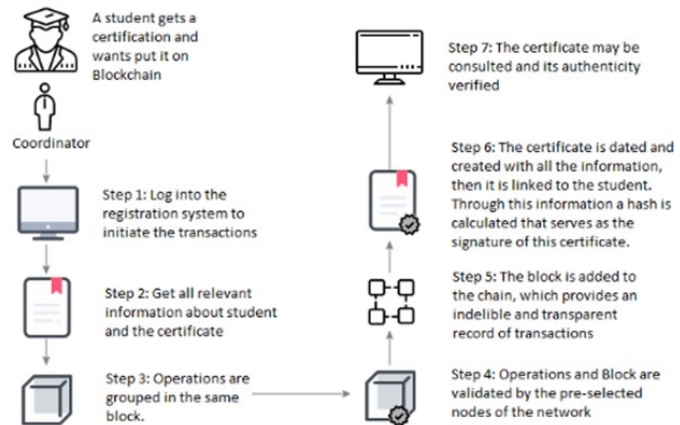 A student gets a
certification and
wants put it on
Blockchain
Coordinator
Step 1: Log into the
registration system to
initiate the transactions
Step 2: Get all relevant
information about student
and the certificate
Step 3: Operations are
grouped in the same
block.
Step 4: Operations and Block are
validated by the pre-selected
nodes of the network
Step 5: The block is added to
the chain, which provides an
indelible and transparent
record of transactions
Step 6: The certificate is dated and
created with all the information,
then it is linked to the student.
Through this information a hash is
calculated that serves as the
signature of this certificate.
Step 7: The certificate may be
consulted and its authenticity
verified